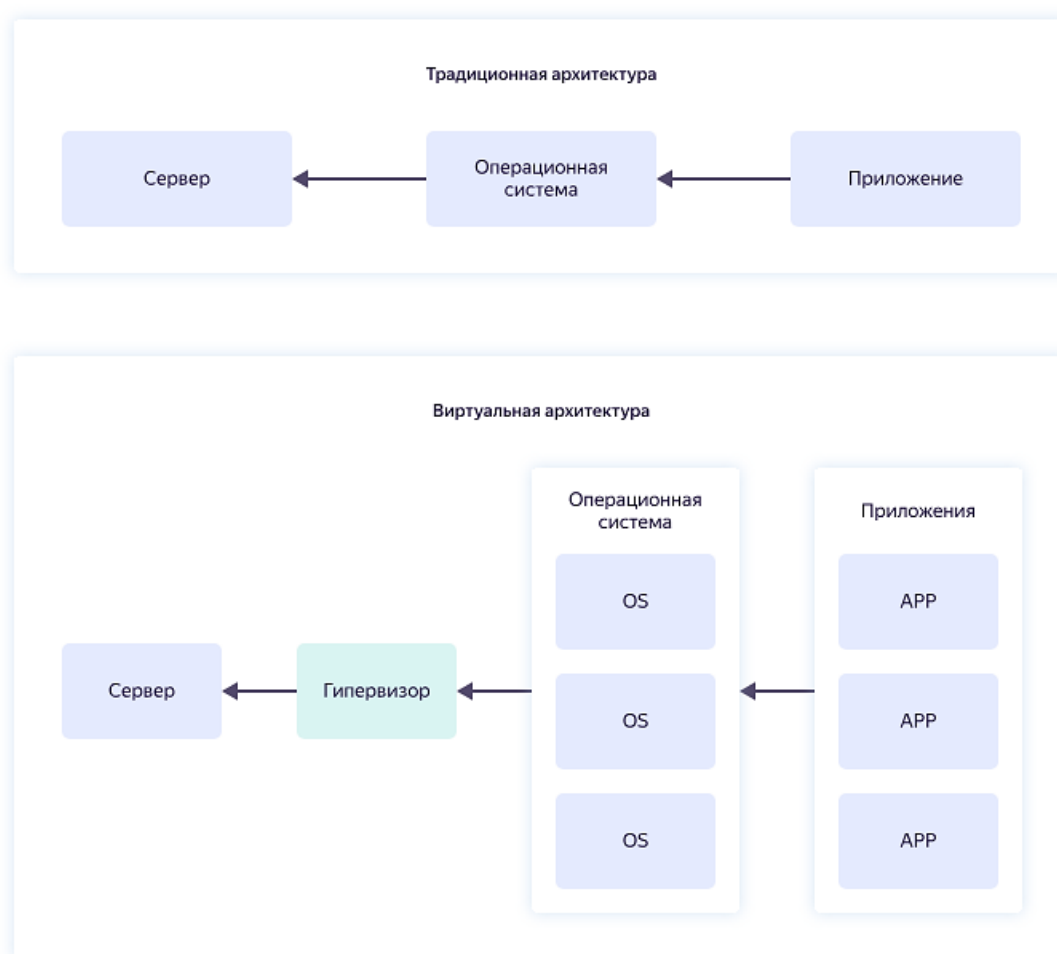 Традиционная архитектура
Сервер
Операционная
система
Приложение
Виртуальная архитектура
Операционная
система
Приложения
OS
APP
Сервер
Гипервизор
OS
APP
OS
APP